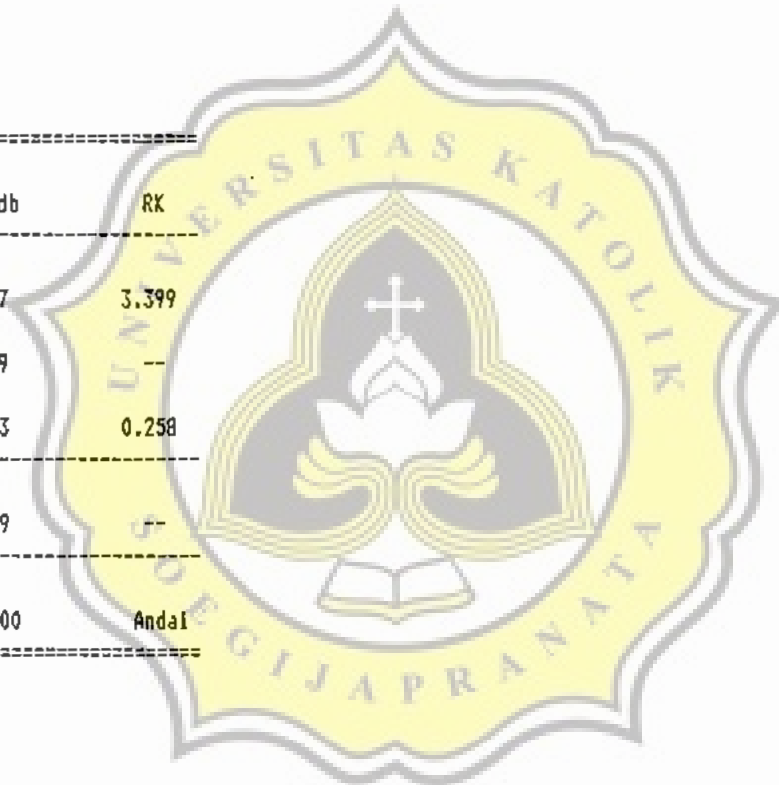 db RK
7 3.399
9 --
3 0.258
9 --
00 Andal
UNIVERSITAS KATOLIK
SOEGIJAPRANATA